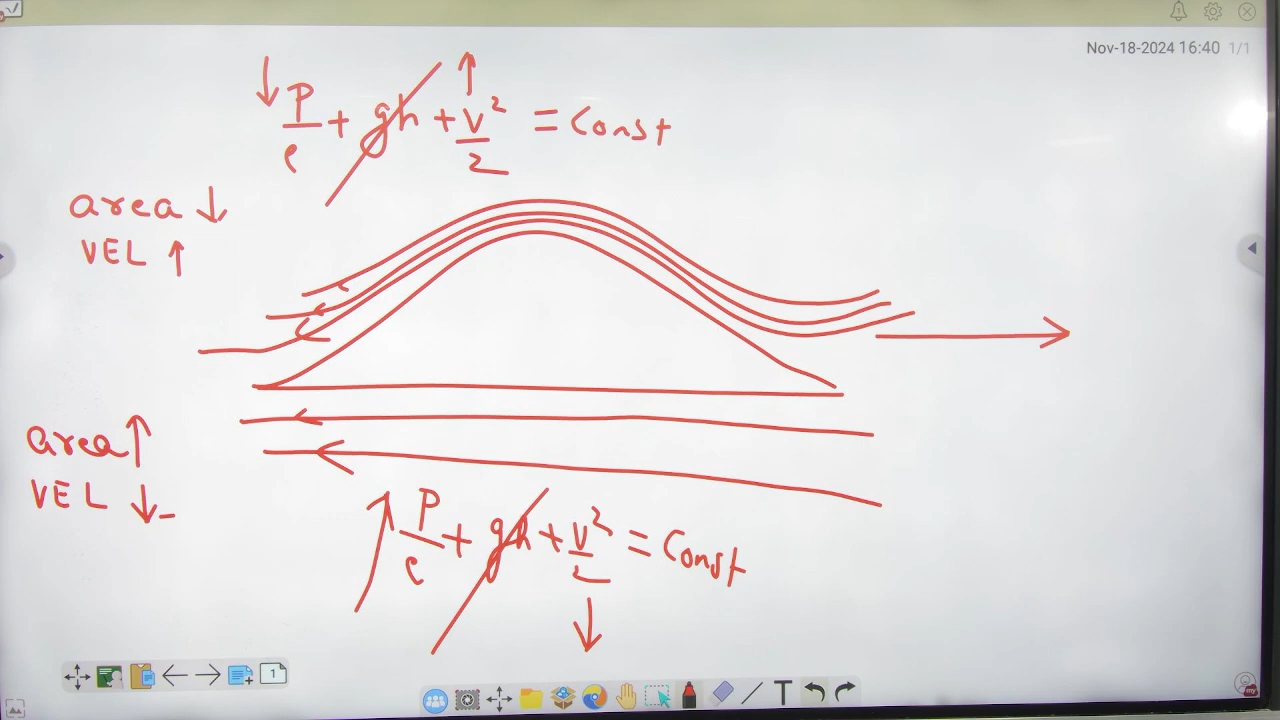 Nov-18-2024 16:40 1/1
↓ P/ρ + gh + ↑ v²/2 = Const
area ↓
VEL ↑
area ↑
VEL ↓
↑ P/ρ + gh + v²/2 ↓ = Const
1
T